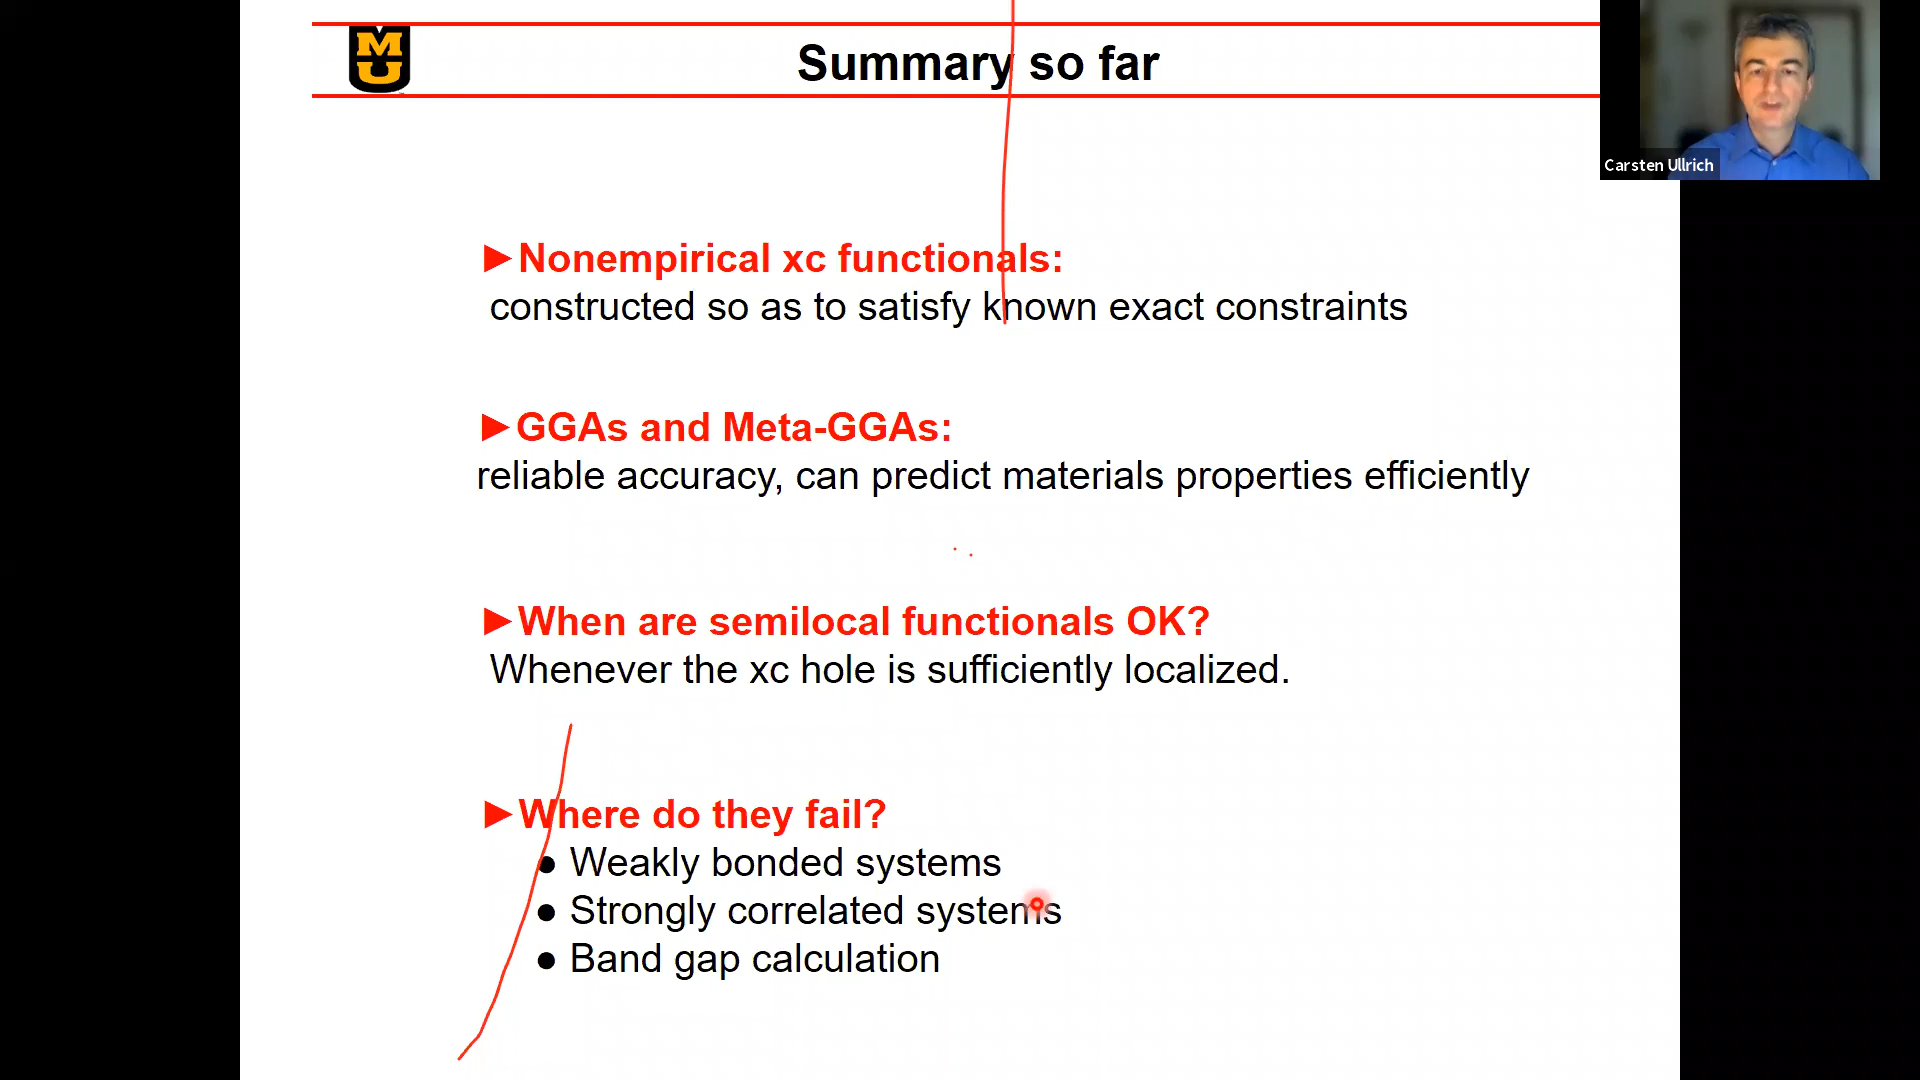 MU
Summary so far
Carsten Ullrich
►Nonempirical xc functionals:
constructed so as to satisfy known exact constraints
►GGAs and Meta-GGAs:
reliable accuracy, can predict materials properties efficiently
►When are semilocal functionals OK?
Whenever the xc hole is sufficiently localized.
►Where do they fail?
● Weakly bonded systems
● Strongly correlated systems
● Band gap calculation